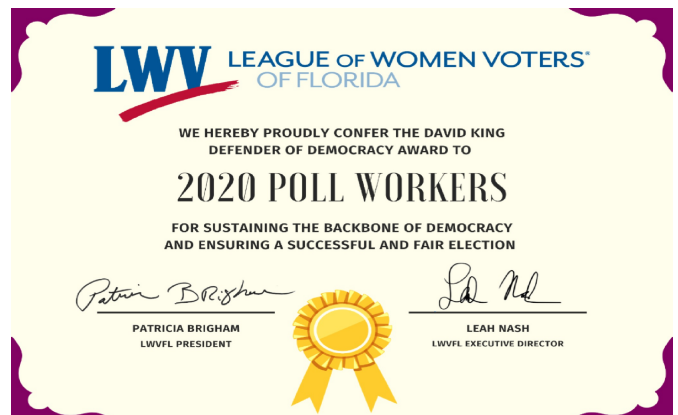 LWV LEAGUE OF WOMEN VOTERS®
OF FLORIDA
WE HEREBY PROUDLY CONFER THE DAVID KING
DEFENDER OF DEMOCRACY AWARD TO
2020 POLL WORKERS
FOR SUSTAINING THE BACKBONE OF DEMOCRACY
AND ENSURING A SUCCESSFUL AND FAIR ELECTION
Patricia Brigham
Leah Nash
PATRICIA BRIGHAM
LEAH NASH
LWVFL PRESIDENT
LWVFL EXECUTIVE DIRECTOR